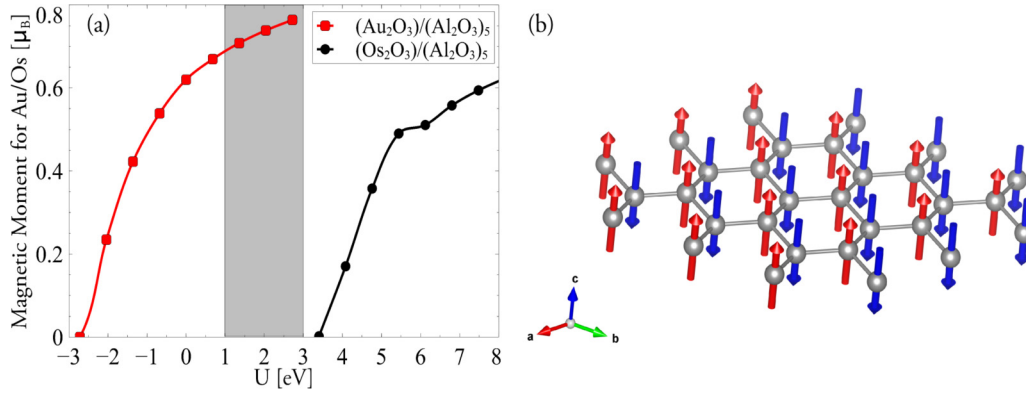 (a)
(Au₂O₃)/(Al₂O₃)₅
(Os₂O₃)/(Al₂O₃)₅
Magnetic Moment for Au/Os [μ_B]
0.8
0.6
0.4
0.2
0
−3 −2 −1 0 1 2 3 4 5 6 7 8
U [eV]
(b)
c
a
b